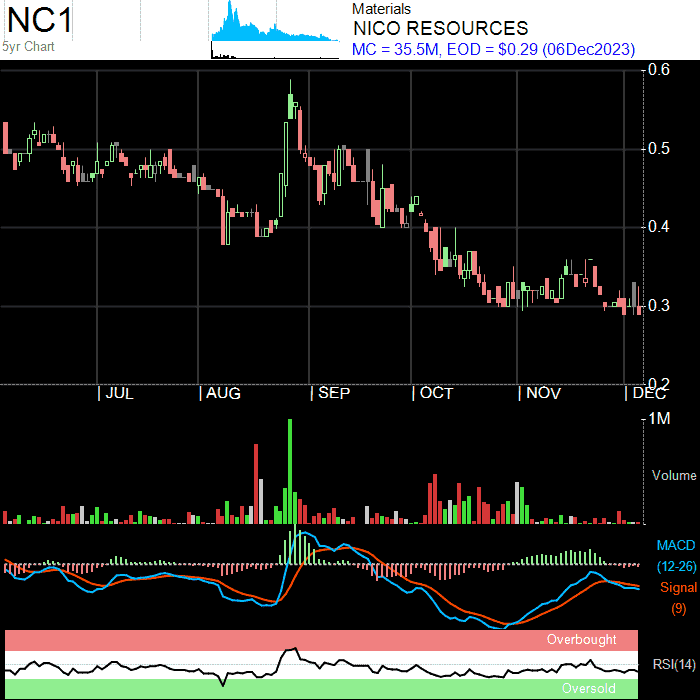 NC1
5yr Chart
Materials
NICO RESOURCES
MC = 35.5M, EOD = $0.29 (06Dec2023)
0.6
0.5
0.4
0.3
0.2
| JUL | AUG | SEP | OCT | NOV | DEC
1M
Volume
MACD
(12-26)
Signal
(9)
Overbought
RSI(14)
Oversold